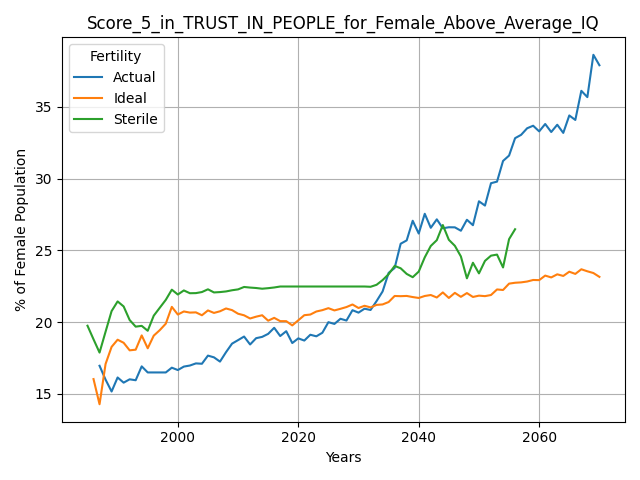 Score_5_in_TRUST_IN_PEOPLE_for_Female_Above_Average_IQ
Fertility
Actual
Ideal
Sterile
% of Female Population
35
30
25
20
15
2000
2020
2040
2060
Years